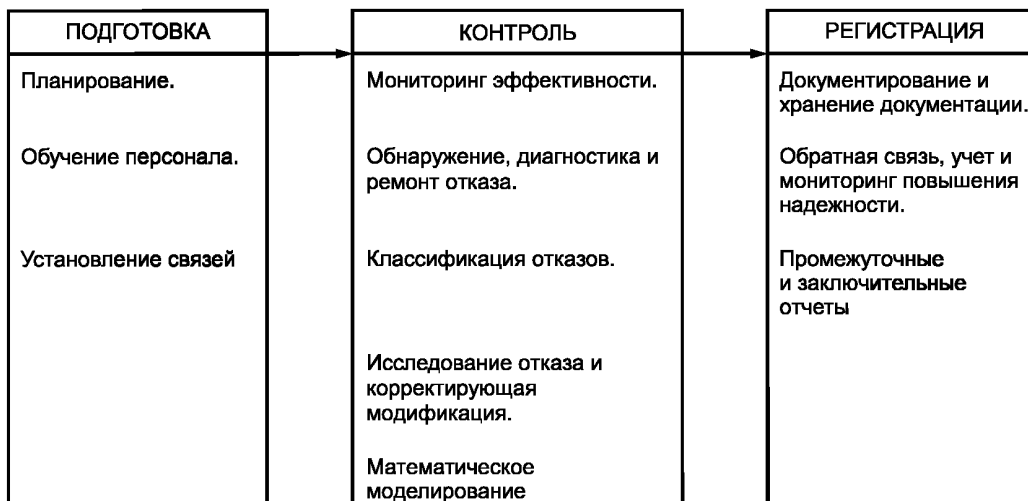 ПОДГОТОВКА
Планирование.
Обучение персонала.
Установление связей
КОНТРОЛЬ
Мониторинг эффективности.
Обнаружение, диагностика и
ремонт отказа.
Классификация отказов.
Исследование отказа и
корректирующая
модификация.
Математическое
моделирование
РЕГИСТРАЦИЯ
Документирование и
хранение документации.
Обратная связь, учет и
мониторинг повышения
надежности.
Промежуточные
и заключительные
отчеты